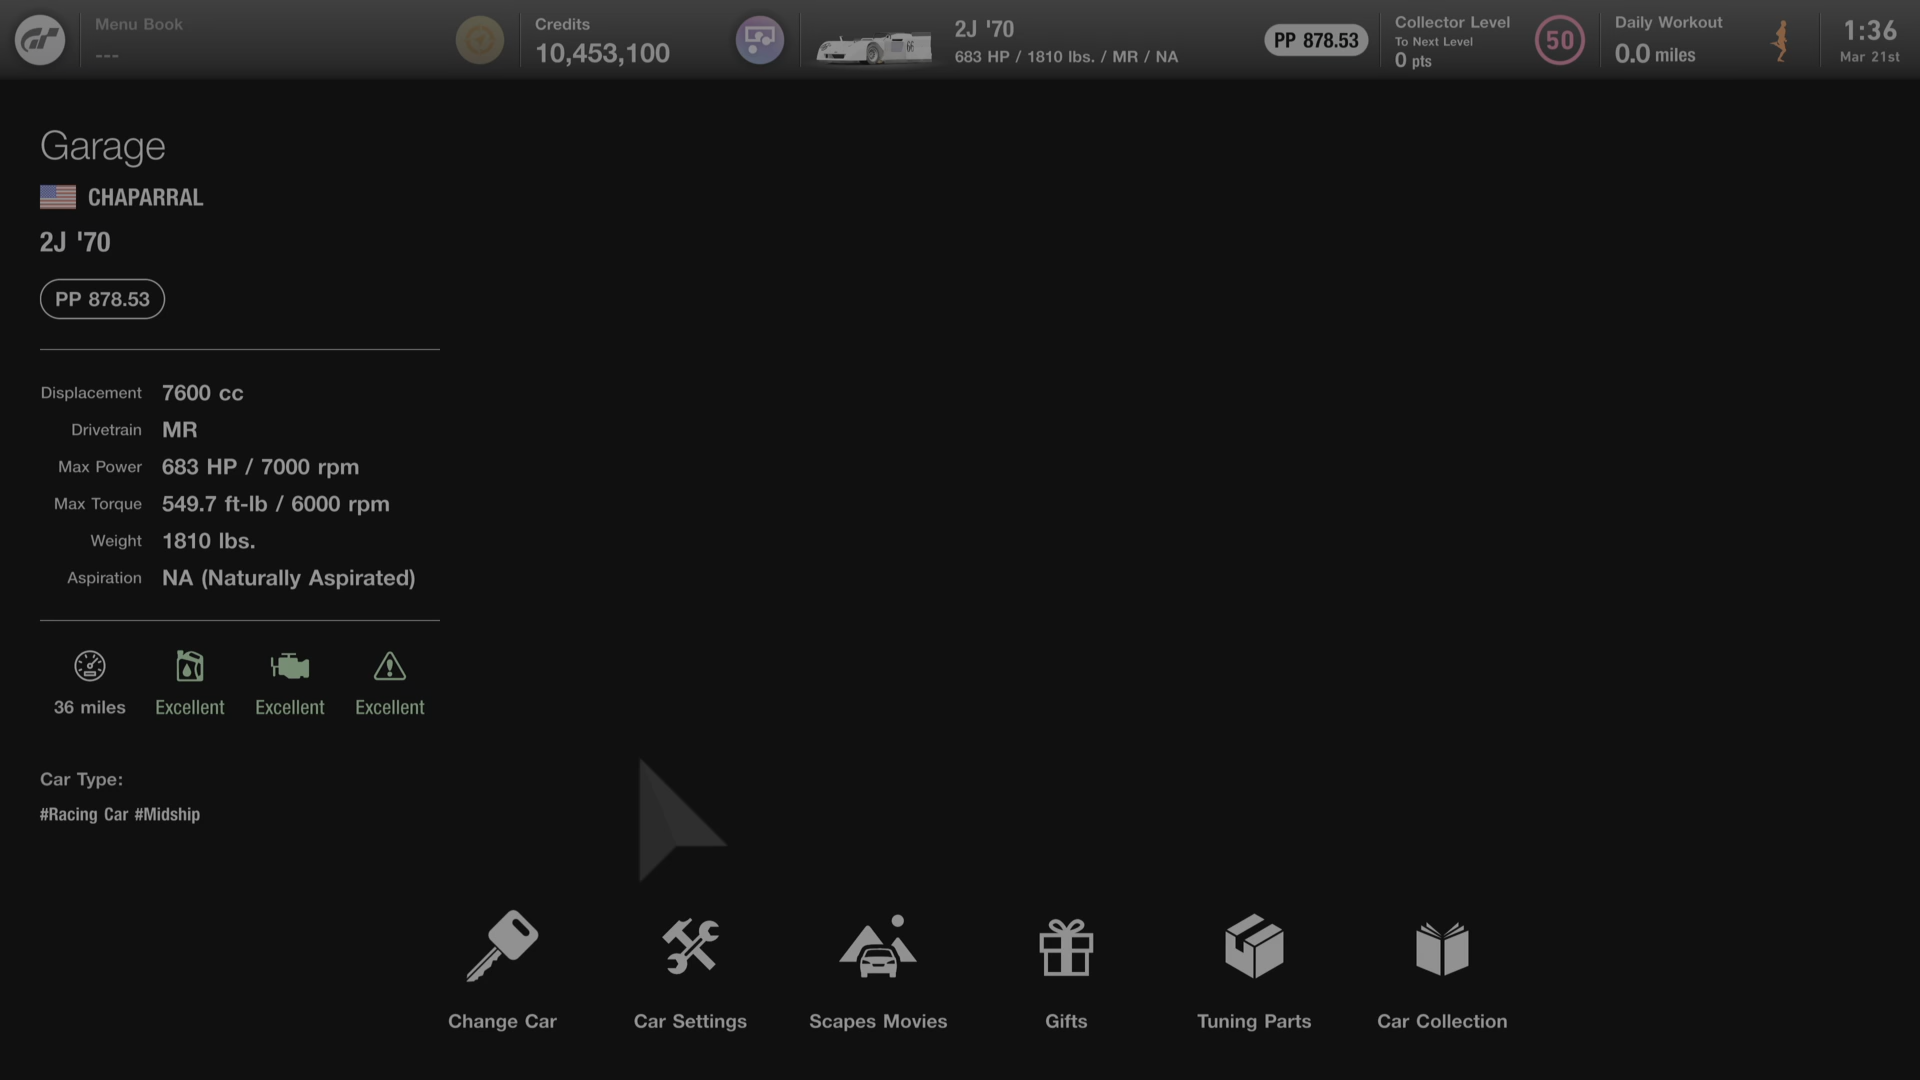 Menu Book
---
Credits
10,453,100
2J '70
683 HP / 1810 lbs. / MR / NA
PP 878.53
Collector Level
To Next Level
0 pts
50
Daily Workout
0.0 miles
1:36
Mar 21st
Garage
CHAPARRAL
2J '70
PP 878.53
Displacement 7600 cc
Drivetrain MR
Max Power 683 HP / 7000 rpm
Max Torque 549.7 ft-lb / 6000 rpm
Weight 1810 lbs.
Aspiration NA (Naturally Aspirated)
36 miles Excellent Excellent Excellent
Car Type:
#Racing Car #Midship
Change Car Car Settings Scapes Movies Gifts Tuning Parts Car Collection